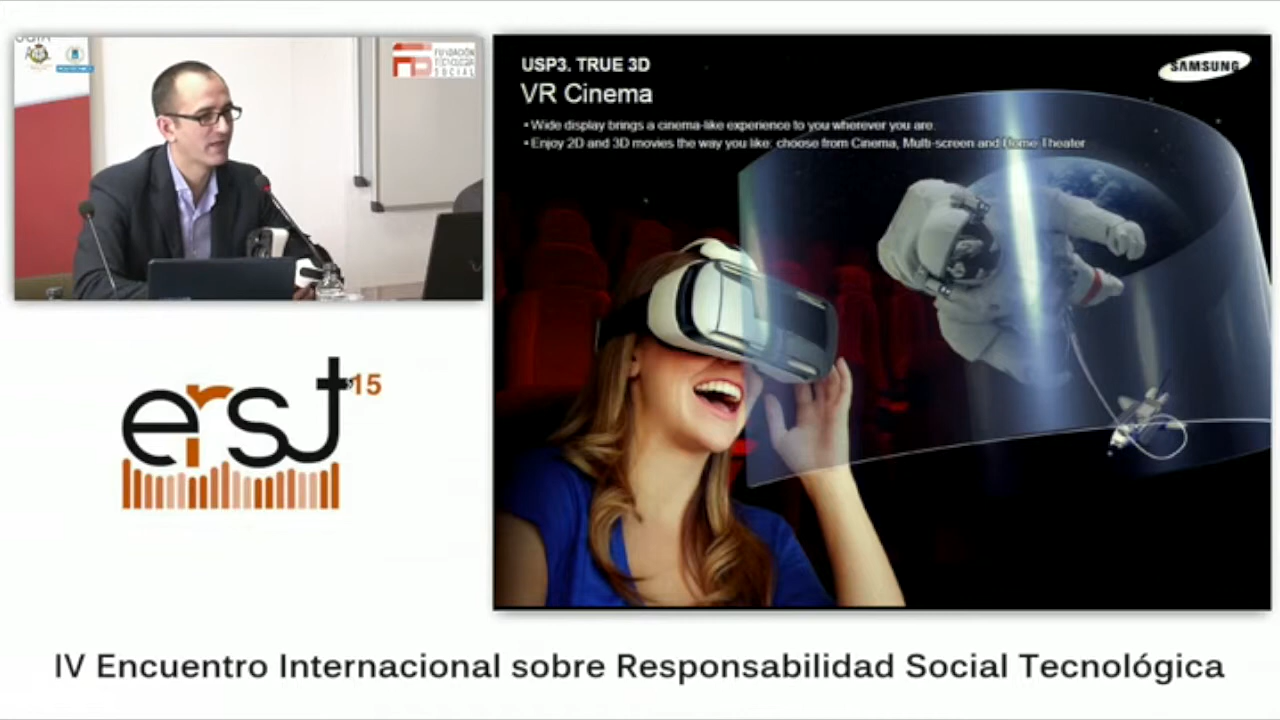 FUNDACIÓN
TECNOLOGÍA
SOCIAL
USP3. TRUE 3D
SAMSUNG
VR Cinema
• Wide display brings a cinema-like experience to you wherever you are.
• Enjoy 2D and 3D movies the way you like: choose from Cinema, Multi-screen and Home Theater
erst '15
IV Encuentro Internacional sobre Responsabilidad Social Tecnológica